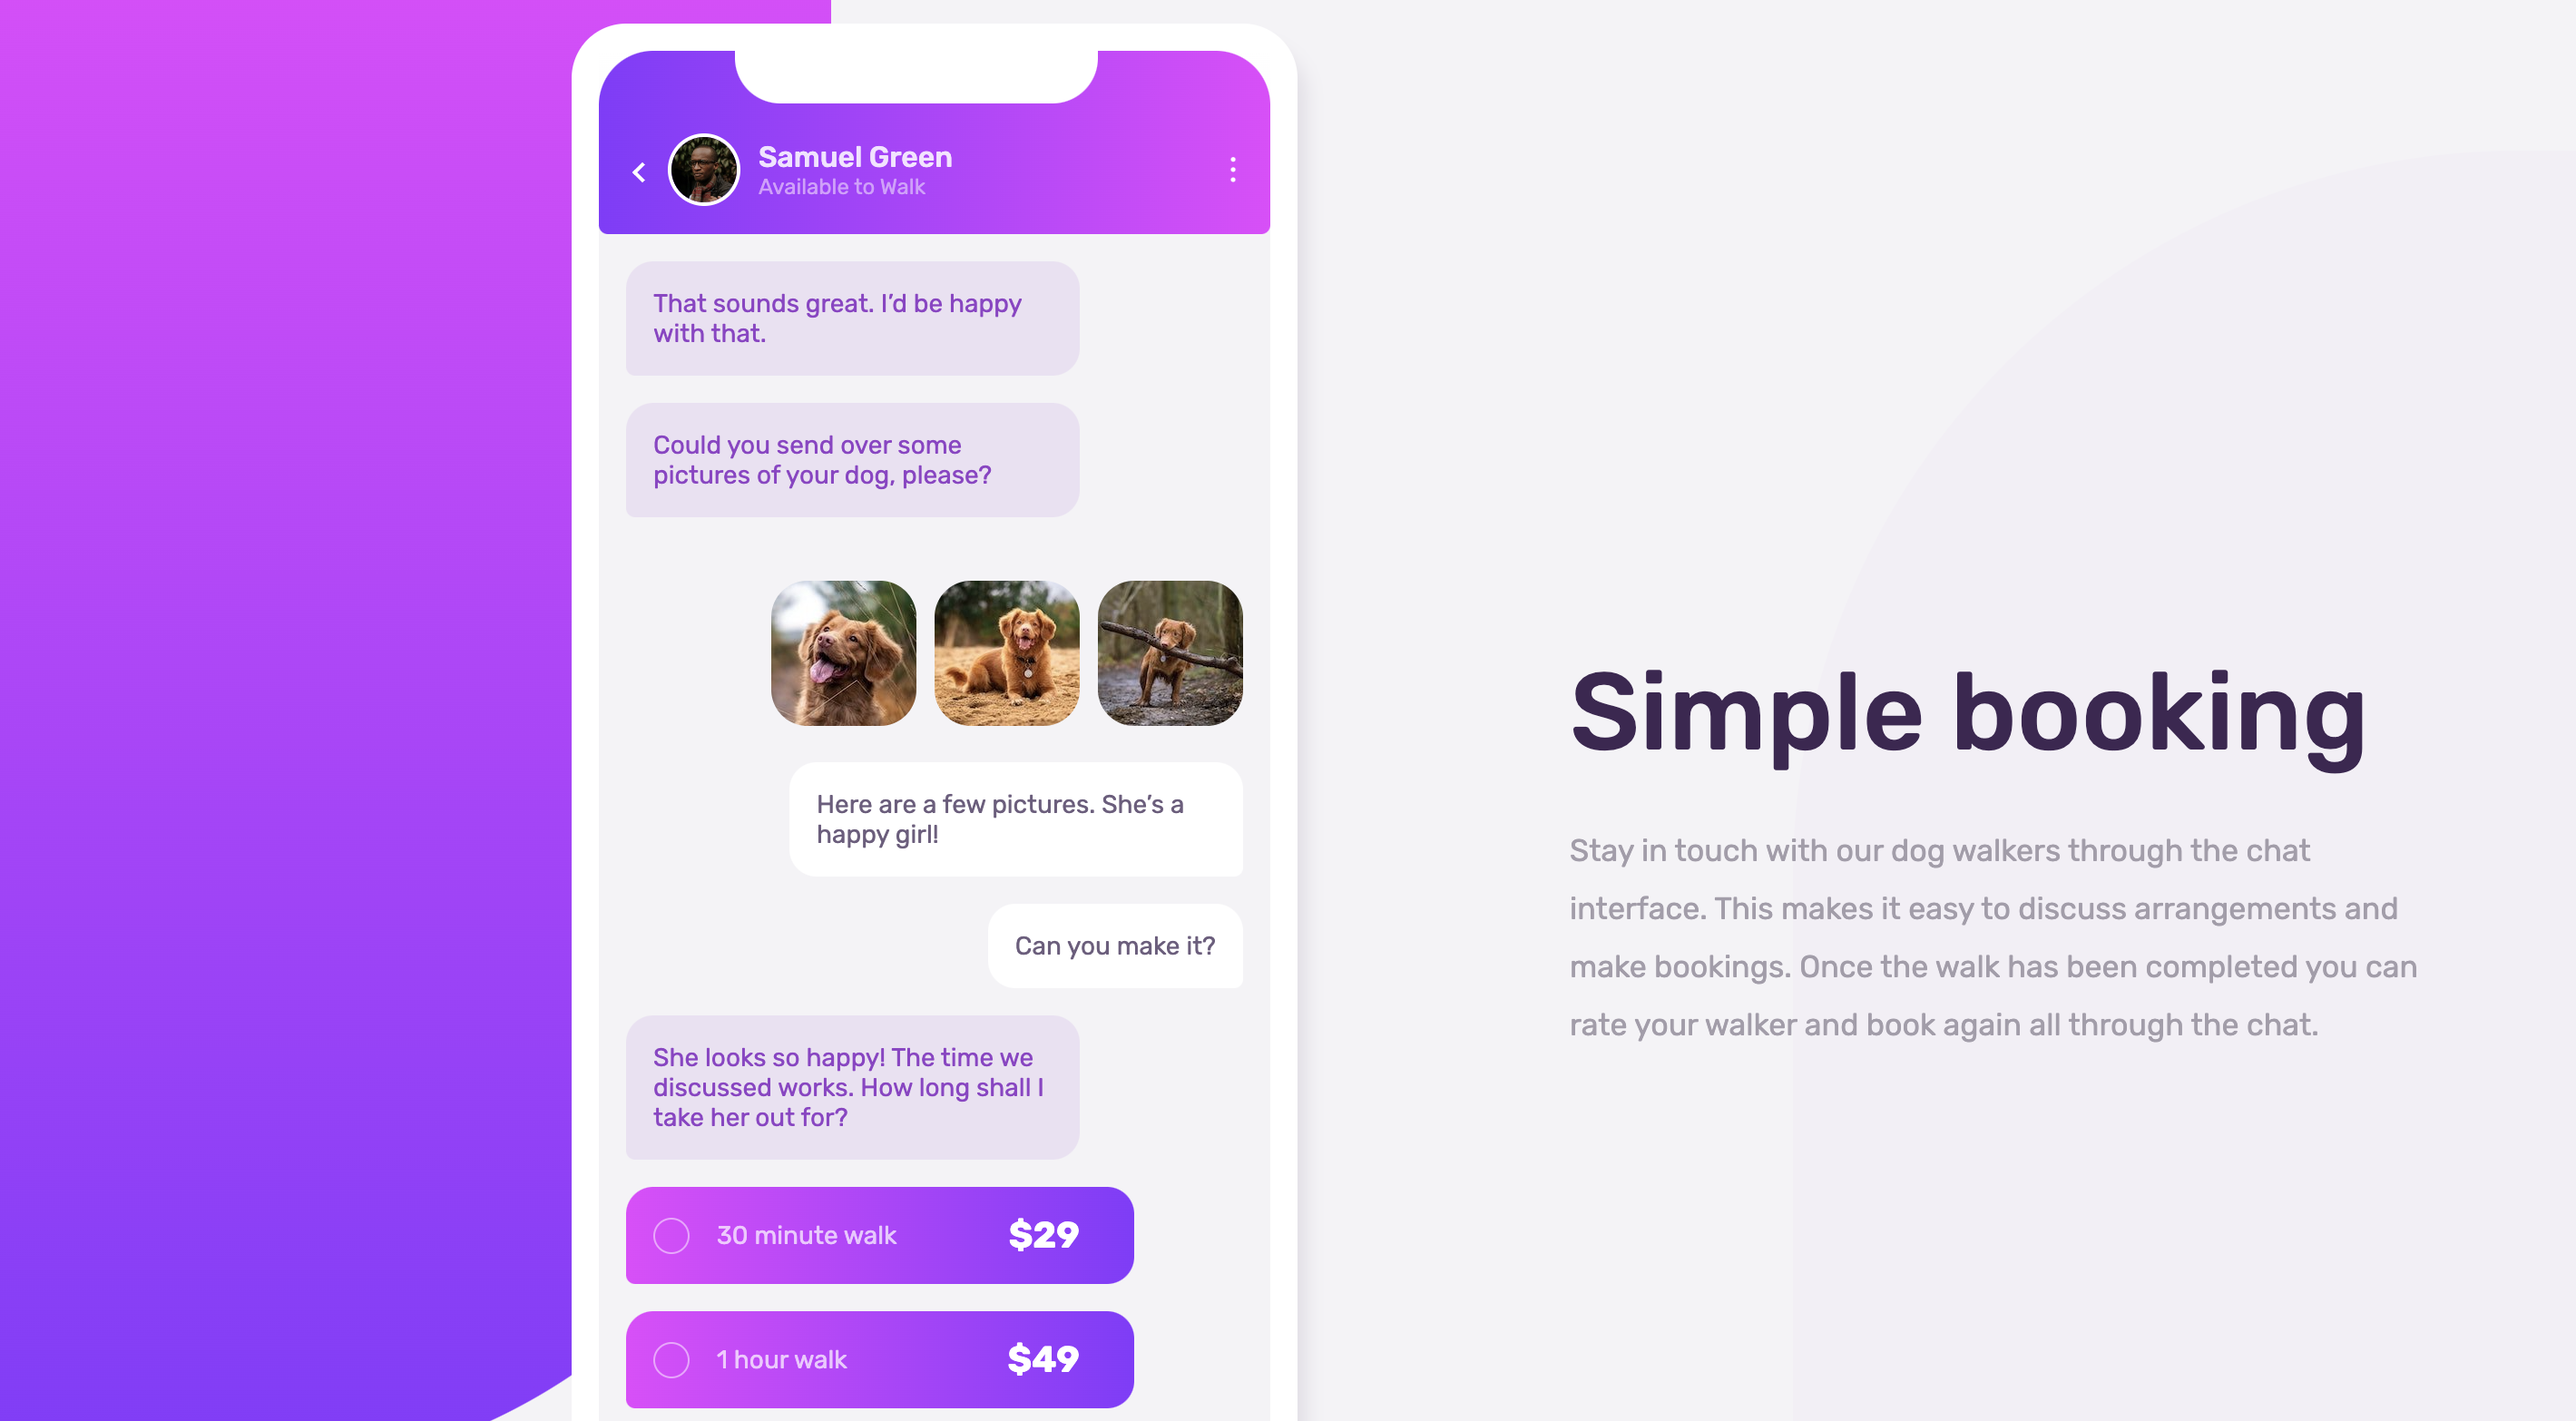 Samuel Green
Available to Walk
That sounds great. I’d be happy
with that.
Could you send over some
pictures of your dog, please?
Here are a few pictures. She’s a
happy girl!
Can you make it?
She looks so happy! The time we
discussed works. How long shall I
take her out for?
30 minute walk $29
1 hour walk $49
Simple booking
Stay in touch with our dog walkers through the chat
interface. This makes it easy to discuss arrangements and
make bookings. Once the walk has been completed you can
rate your walker and book again all through the chat.